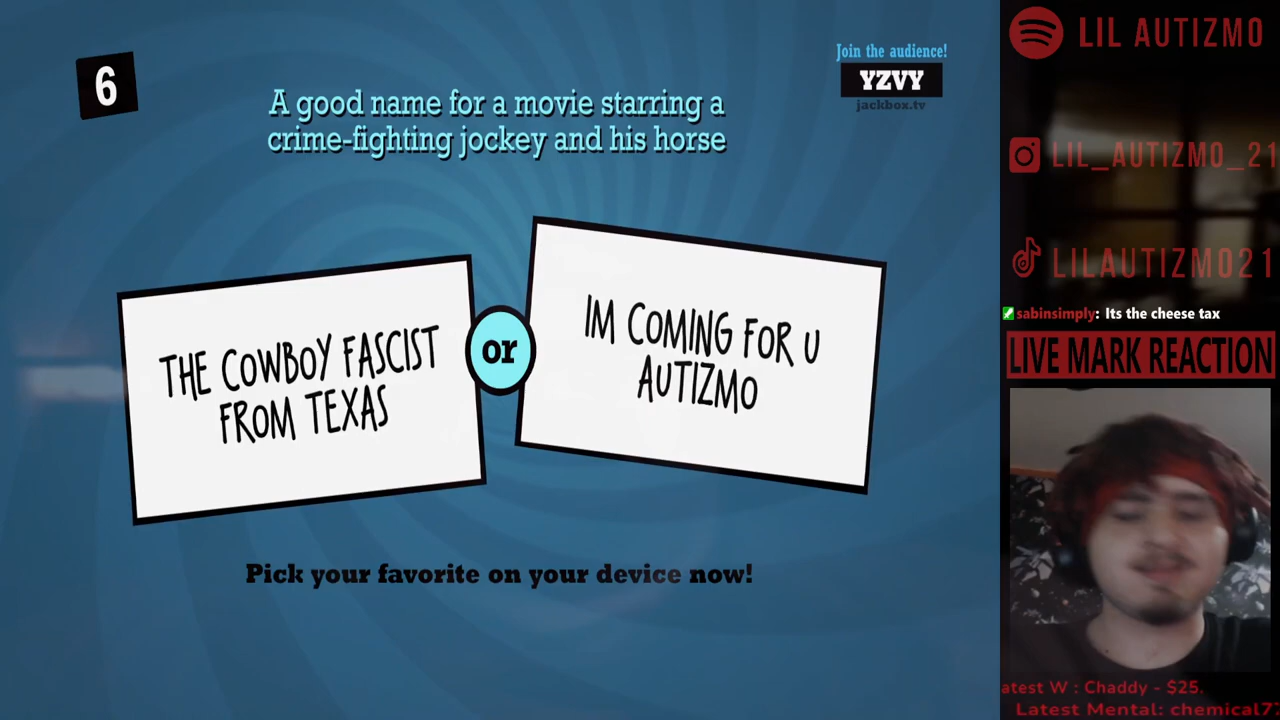 6
A good name for a movie starring a
crime-fighting jockey and his horse
Join the audience!
YZVY
jackbox.tv
THE COWBOY FASCIST
FROM TEXAS
or
IM COMING FOR U
AUTIZMO
Pick your favorite on your device now!
LIL AUTIZMO
LIL_AUTIZMO_21
LILAUTIZMO21
sabinsimply: Its the cheese tax
LIVE MARK REACTION
atest W : Chaddy - $25.
Latest Mental: chemical77